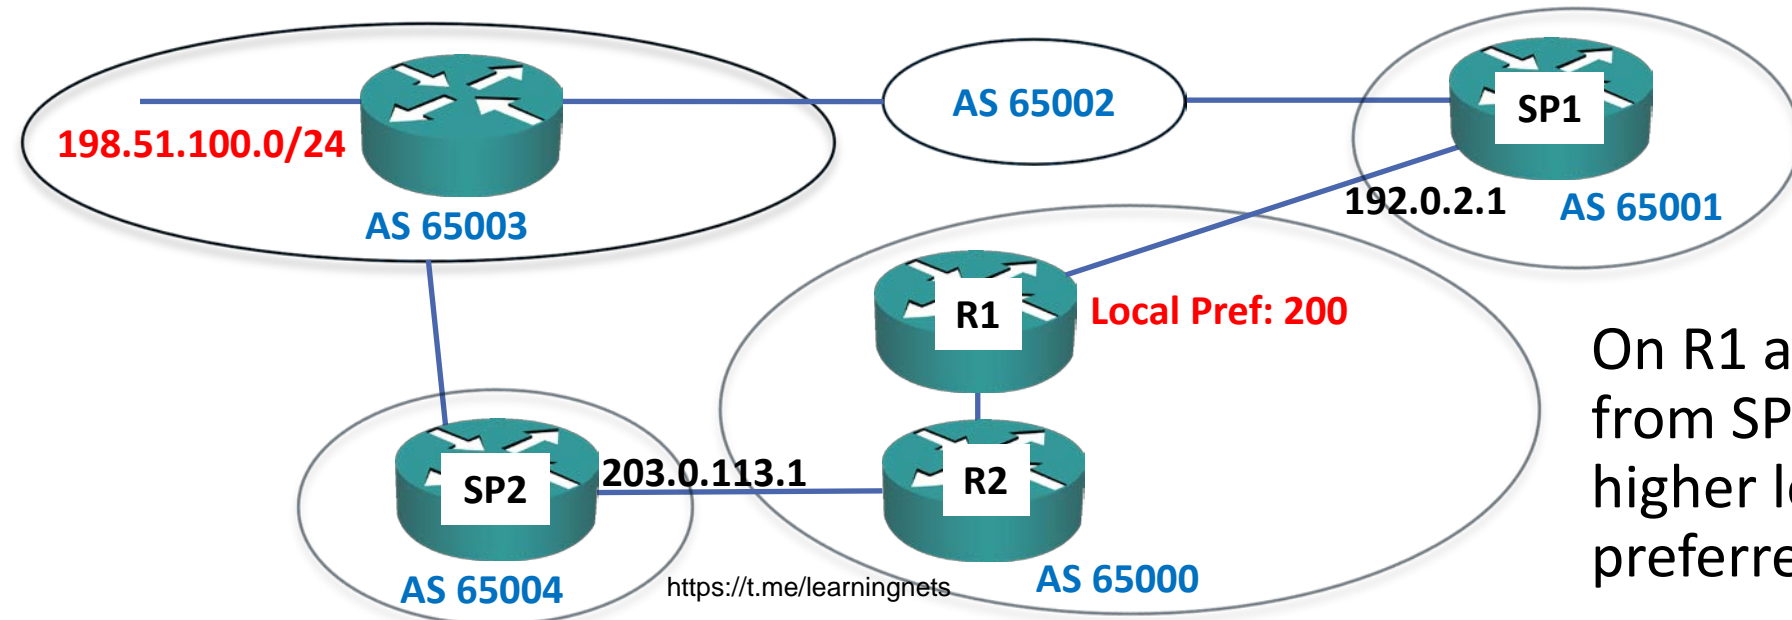 AS 65002
SP1
198.51.100.0/24
AS 65003
192.0.2.1
AS 65001
R1
Local Pref: 200
On R1 a
from SP
higher l
preferre
SP2
203.0.113.1
R2
AS 65004
https://t.me/learningnets
AS 65000